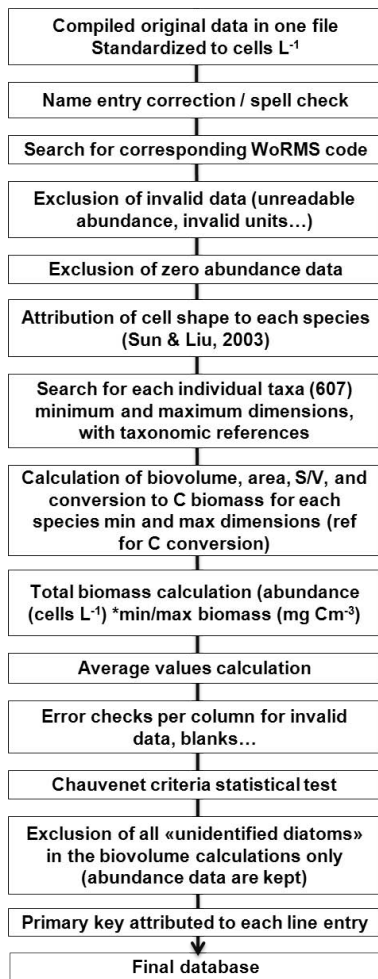 Compiled original data in one file
Standardized to cells L⁻¹
Name entry correction / spell check
Search for corresponding WoRMS code
Exclusion of invalid data (unreadable
abundance, invalid units…)
Exclusion of zero abundance data
Attribution of cell shape to each species
(Sun & Liu, 2003)
Search for each individual taxa (607)
minimum and maximum dimensions,
with taxonomic references
Calculation of biovolume, area, S/V, and
conversion to C biomass for each
species min and max dimensions (ref
for C conversion)
Total biomass calculation (abundance
(cells L⁻¹) *min/max biomass (mg Cm⁻³)
Average values calculation
Error checks per column for invalid
data, blanks…
Chauvenet criteria statistical test
Exclusion of all «unidentified diatoms»
in the biovolume calculations only
(abundance data are kept)
Primary key attributed to each line entry
Final database